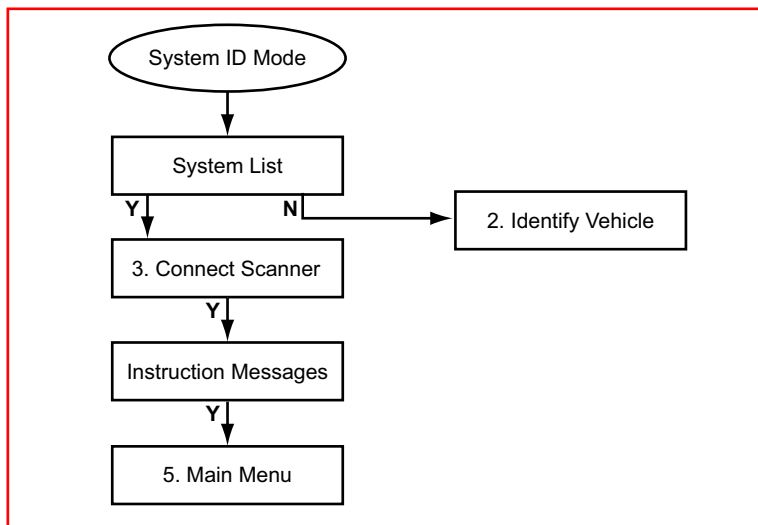 System ID Mode
System List
Y
N
2. Identify Vehicle
3. Connect Scanner
Y
Instruction Messages
Y
5. Main Menu